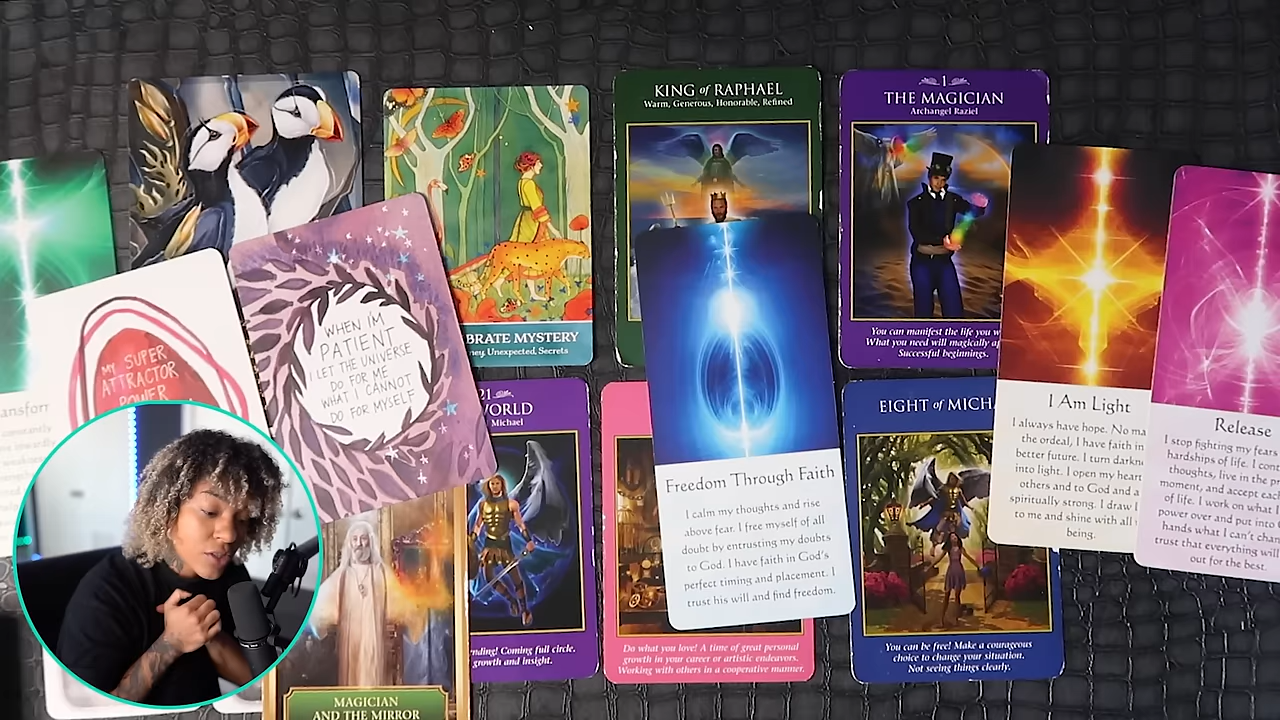 KING of RAPHAEL
Warm, Generous, Honorable, Refined
1
THE MAGICIAN
Archangel Raziel
You can manifest the life you w
What you need will magically ap
Successful beginnings.
BRATE MYSTERY
ney, Unexpected, Secrets
WHEN I'M
PATIENT
I LET THE UNIVERSE
DO FOR ME
WHAT I CANNOT
DO FOR MYSELF
MY SUPER
ATTRACTOR
POWER
ansforr
constantly
21
WORLD
Michael
nding! Coming full circle.
growth and insight.
MAGICIAN
AND THE MIRROR
Do what you love! A time of great personal
growth in your career or artistic endeavors.
Working with others in a cooperative manner.
Freedom Through Faith
I calm my thoughts and rise
above fear. I free myself of all
doubt by entrusting my doubts
to God. I have faith in God's
perfect timing and placement. I
trust his will and find freedom.
EIGHT of MICH
You can be free! Make a courageous
choice to change your situation.
Not seeing things clearly.
I Am Light
I always have hope. No ma
the ordeal, I have faith in
better future. I turn darkn
into light. I open my heart
others and to God and a
spiritually strong. I draw l
to me and shine with all
being.
Release
I stop fighting my fears
hardships of life. I con
thoughts, live in the pr
moment, and accept eac
of life. I work on what I
power over and put into
hands what I can't chan
trust that everything will
out for the best.